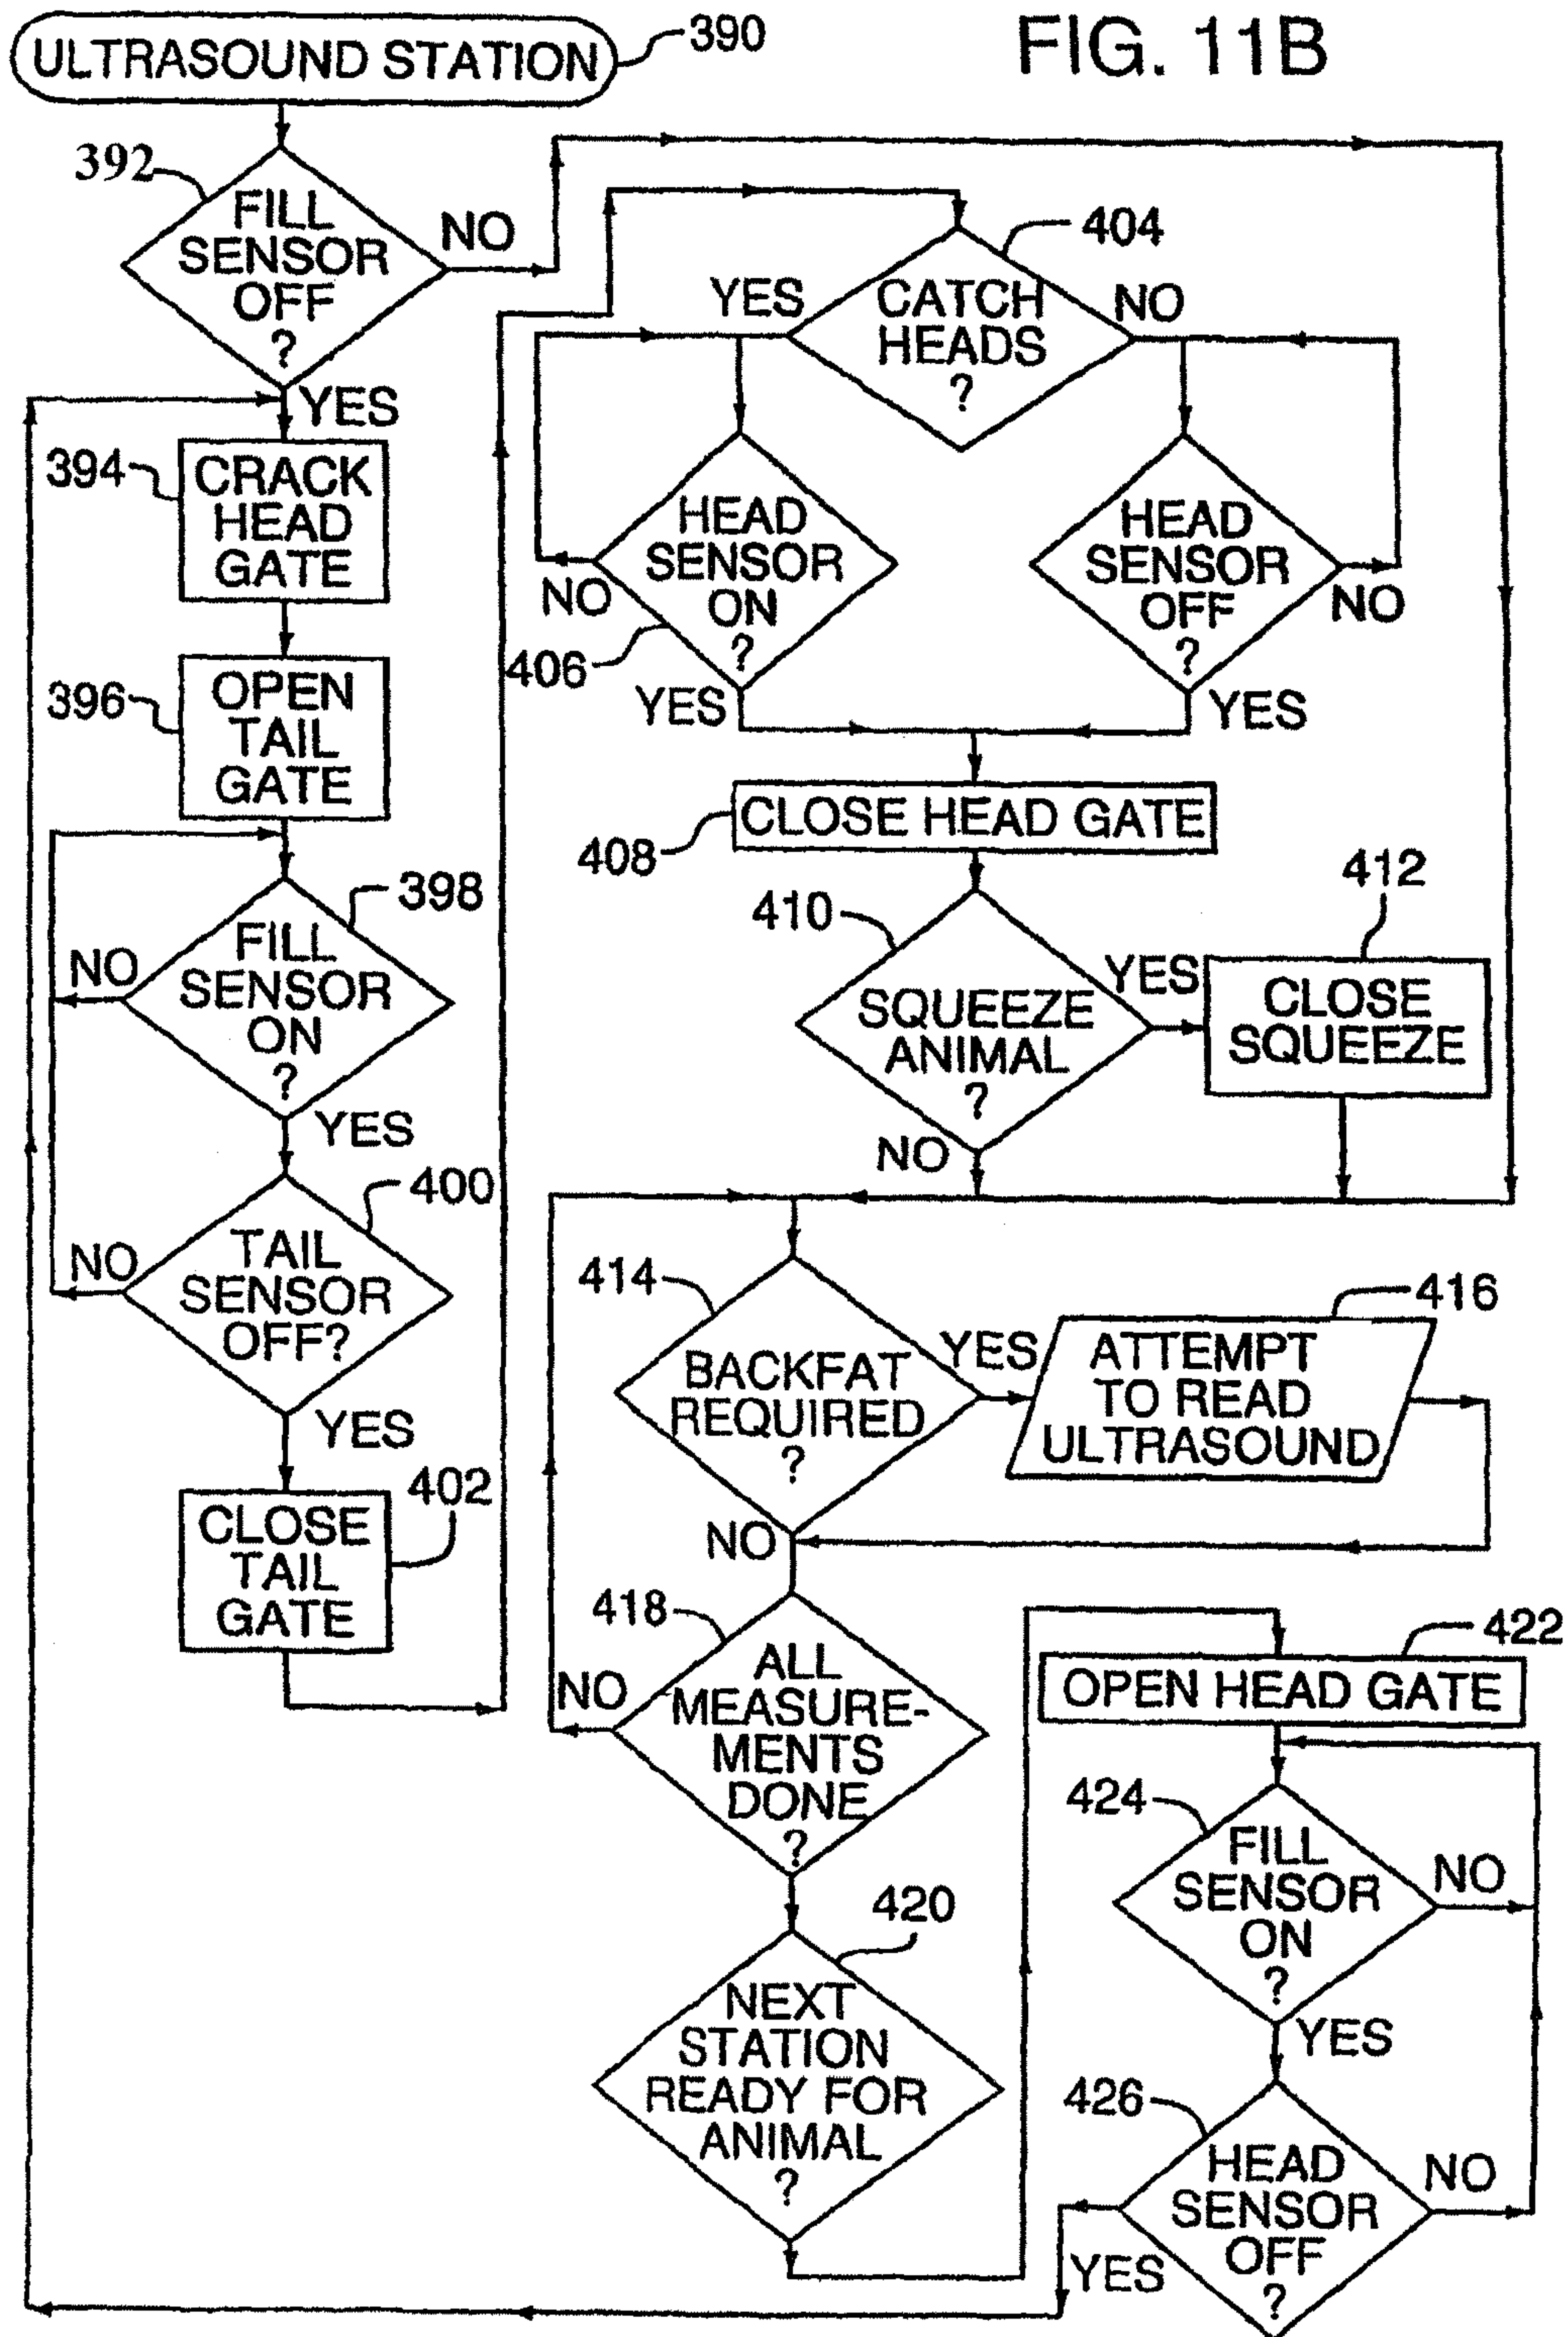 FIG. 11B
ULTRASOUND STATION
390
392
FILL
SENSOR
OFF
?
NO
YES
394
CRACK
HEAD
GATE
396
OPEN
TAIL
GATE
398
FILL
SENSOR
ON
?
NO
YES
400
TAIL
SENSOR
OFF?
NO
YES
402
CLOSE
TAIL
GATE
404
CATCH
HEADS
?
YES
NO
HEAD
SENSOR
ON
?
NO
406
YES
HEAD
SENSOR
OFF
?
NO
YES
CLOSE HEAD GATE
408
410
SQUEEZE
ANIMAL
?
YES
NO
412
CLOSE
SQUEEZE
414
BACKFAT
REQUIRED
?
YES
NO
416
ATTEMPT
TO READ
ULTRASOUND
418
ALL
MEASURE-
MENTS
DONE
?
NO
420
NEXT
STATION
READY FOR
ANIMAL
?
422
OPEN HEAD GATE
424
FILL
SENSOR
ON
?
NO
YES
426
HEAD
SENSOR
OFF
?
NO
YES